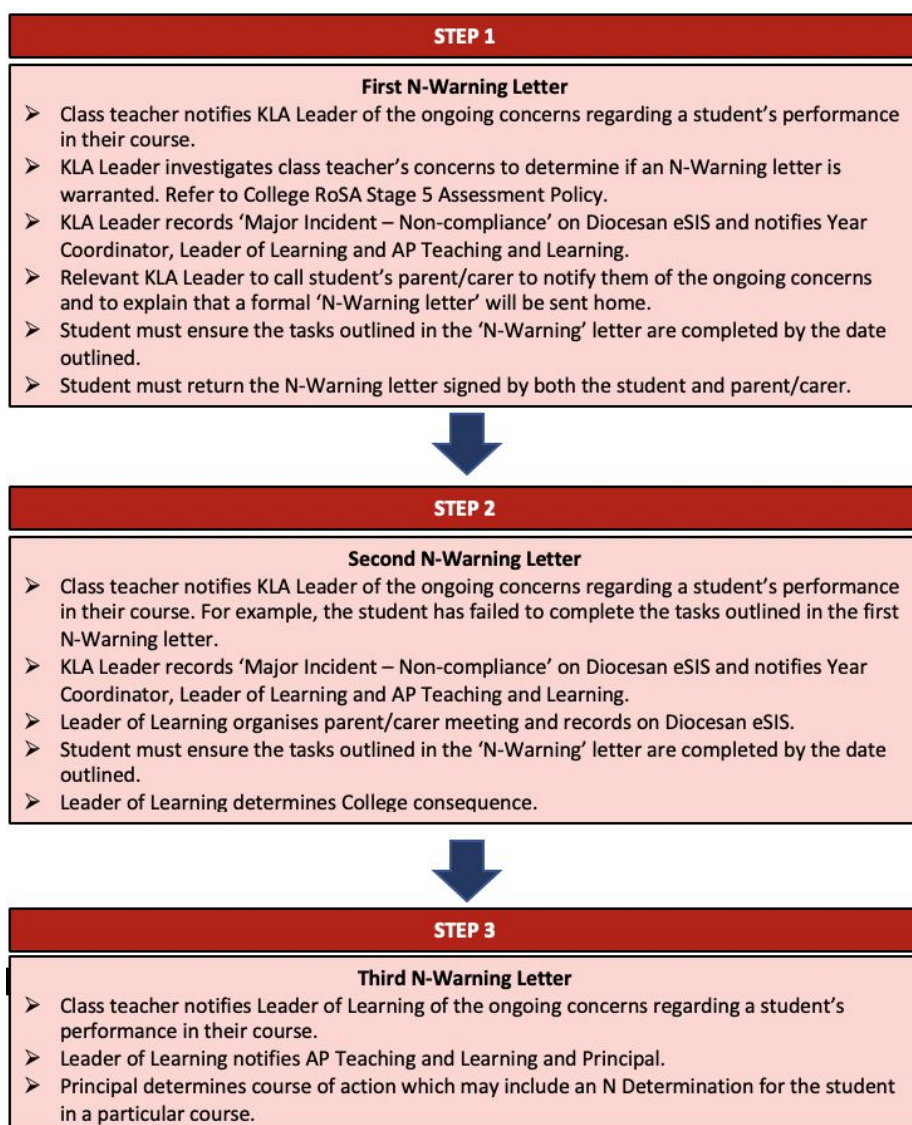 STEP 1
First N-Warning Letter
➢ Class teacher notifies KLA Leader of the ongoing concerns regarding a student’s performance
in their course.
➢ KLA Leader investigates class teacher’s concerns to determine if an N-Warning letter is
warranted. Refer to College RoSA Stage 5 Assessment Policy.
➢ KLA Leader records ‘Major Incident – Non-compliance’ on Diocesan eSIS and notifies Year
Coordinator, Leader of Learning and AP Teaching and Learning.
➢ Relevant KLA Leader to call student’s parent/carer to notify them of the ongoing concerns
and to explain that a formal ‘N-Warning letter’ will be sent home.
➢ Student must ensure the tasks outlined in the ‘N-Warning’ letter are completed by the date
outlined.
➢ Student must return the N-Warning letter signed by both the student and parent/carer.
STEP 2
Second N-Warning Letter
➢ Class teacher notifies KLA Leader of the ongoing concerns regarding a student’s performance
in their course. For example, the student has failed to complete the tasks outlined in the first
N-Warning letter.
➢ KLA Leader records ‘Major Incident – Non-compliance’ on Diocesan eSIS and notifies Year
Coordinator, Leader of Learning and AP Teaching and Learning.
➢ Leader of Learning organises parent/carer meeting and records on Diocesan eSIS.
➢ Student must ensure the tasks outlined in the ‘N-Warning’ letter are completed by the date
outlined.
➢ Leader of Learning determines College consequence.
STEP 3
Third N-Warning Letter
➢ Class teacher notifies Leader of Learning of the ongoing concerns regarding a student’s
performance in their course.
➢ Leader of Learning notifies AP Teaching and Learning and Principal.
➢ Principal determines course of action which may include an N Determination for the student
in a particular course.